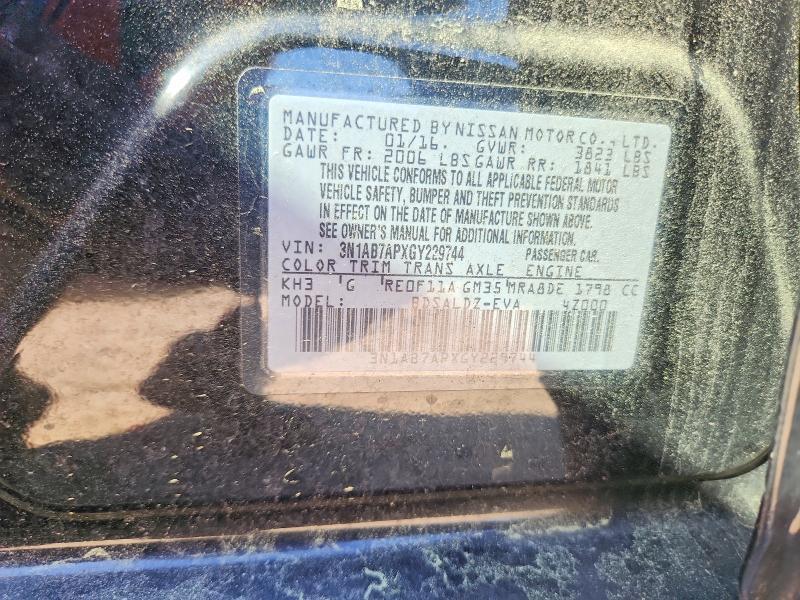 MANUFACTURED BY NISSAN MOTOR CO., LTD.
DATE: 01/16. GVWR: 3823 LBS
GAWR FR: 2006 LBS GAWR RR: 1841 LBS
THIS VEHICLE CONFORMS TO ALL APPLICABLE FEDERAL MOTOR
VEHICLE SAFETY, BUMPER AND THEFT PREVENTION STANDARDS
IN EFFECT ON THE DATE OF MANUFACTURE SHOWN ABOVE.
SEE OWNER'S MANUAL FOR ADDITIONAL INFORMATION.
VIN: 3N1AB7APXGY229744 PASSENGER CAR.
COLOR TRIM TRANS AXLE ENGINE
KH3 G RE0F11A GM35 MRA8DE 1798 CC
MODEL: BDSALDZ-EVA 4Z000
3N1AB7APXGY229744